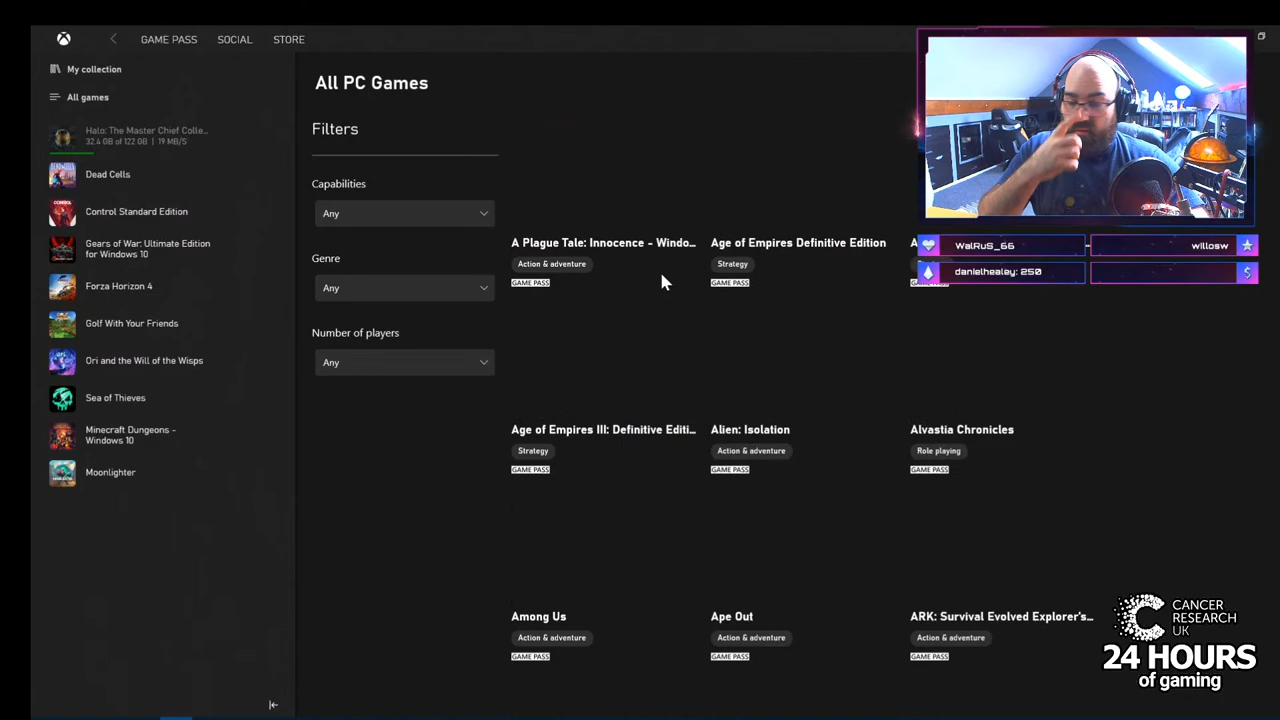 GAME PASS
SOCIAL
STORE
My collection
All games
Halo: The Master Chief Colle...
32.4 GB of 122 GB | 19 MB/S
Dead Cells
Control Standard Edition
Gears of War: Ultimate Edition
for Windows 10
Forza Horizon 4
Golf With Your Friends
Ori and the Will of the Wisps
Sea of Thieves
Minecraft Dungeons -
Windows 10
Moonlighter
All PC Games
Filters
Capabilities
Any
Genre
Any
Number of players
Any
A Plague Tale: Innocence - Windo...
Action & adventure
GAME PASS
Age of Empires Definitive Edition
Strategy
GAME PASS
WalRuS_66
willosw
danielhealey: 250
$
Age of Empires III: Definitive Editi...
Strategy
GAME PASS
Alien: Isolation
Action & adventure
GAME PASS
Alvastia Chronicles
Role playing
GAME PASS
Among Us
Action & adventure
GAME PASS
Ape Out
Action & adventure
GAME PASS
ARK: Survival Evolved Explorer's...
Action & adventure
GAME PASS
CANCER
RESEARCH
UK
24 HOURS
of gaming